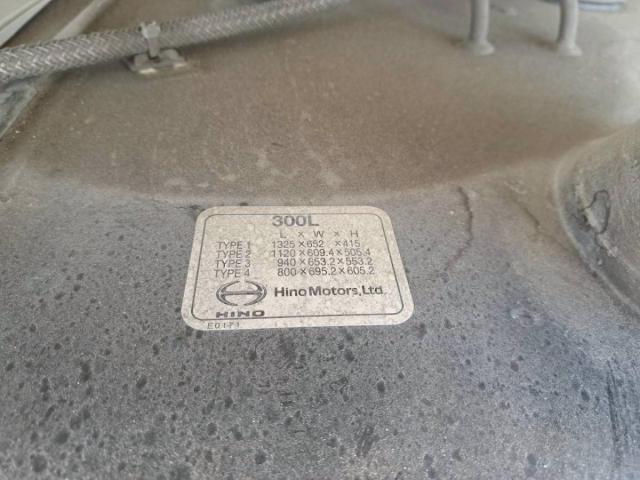 300L
L × W × H
TYPE 1 1325×652 ×415
TYPE 2 1120×609.4×505.4
TYPE 3 940×653.2×553.2
TYPE 4 800×695.2×605.2
HINO Hino Motors, Ltd.
E0171